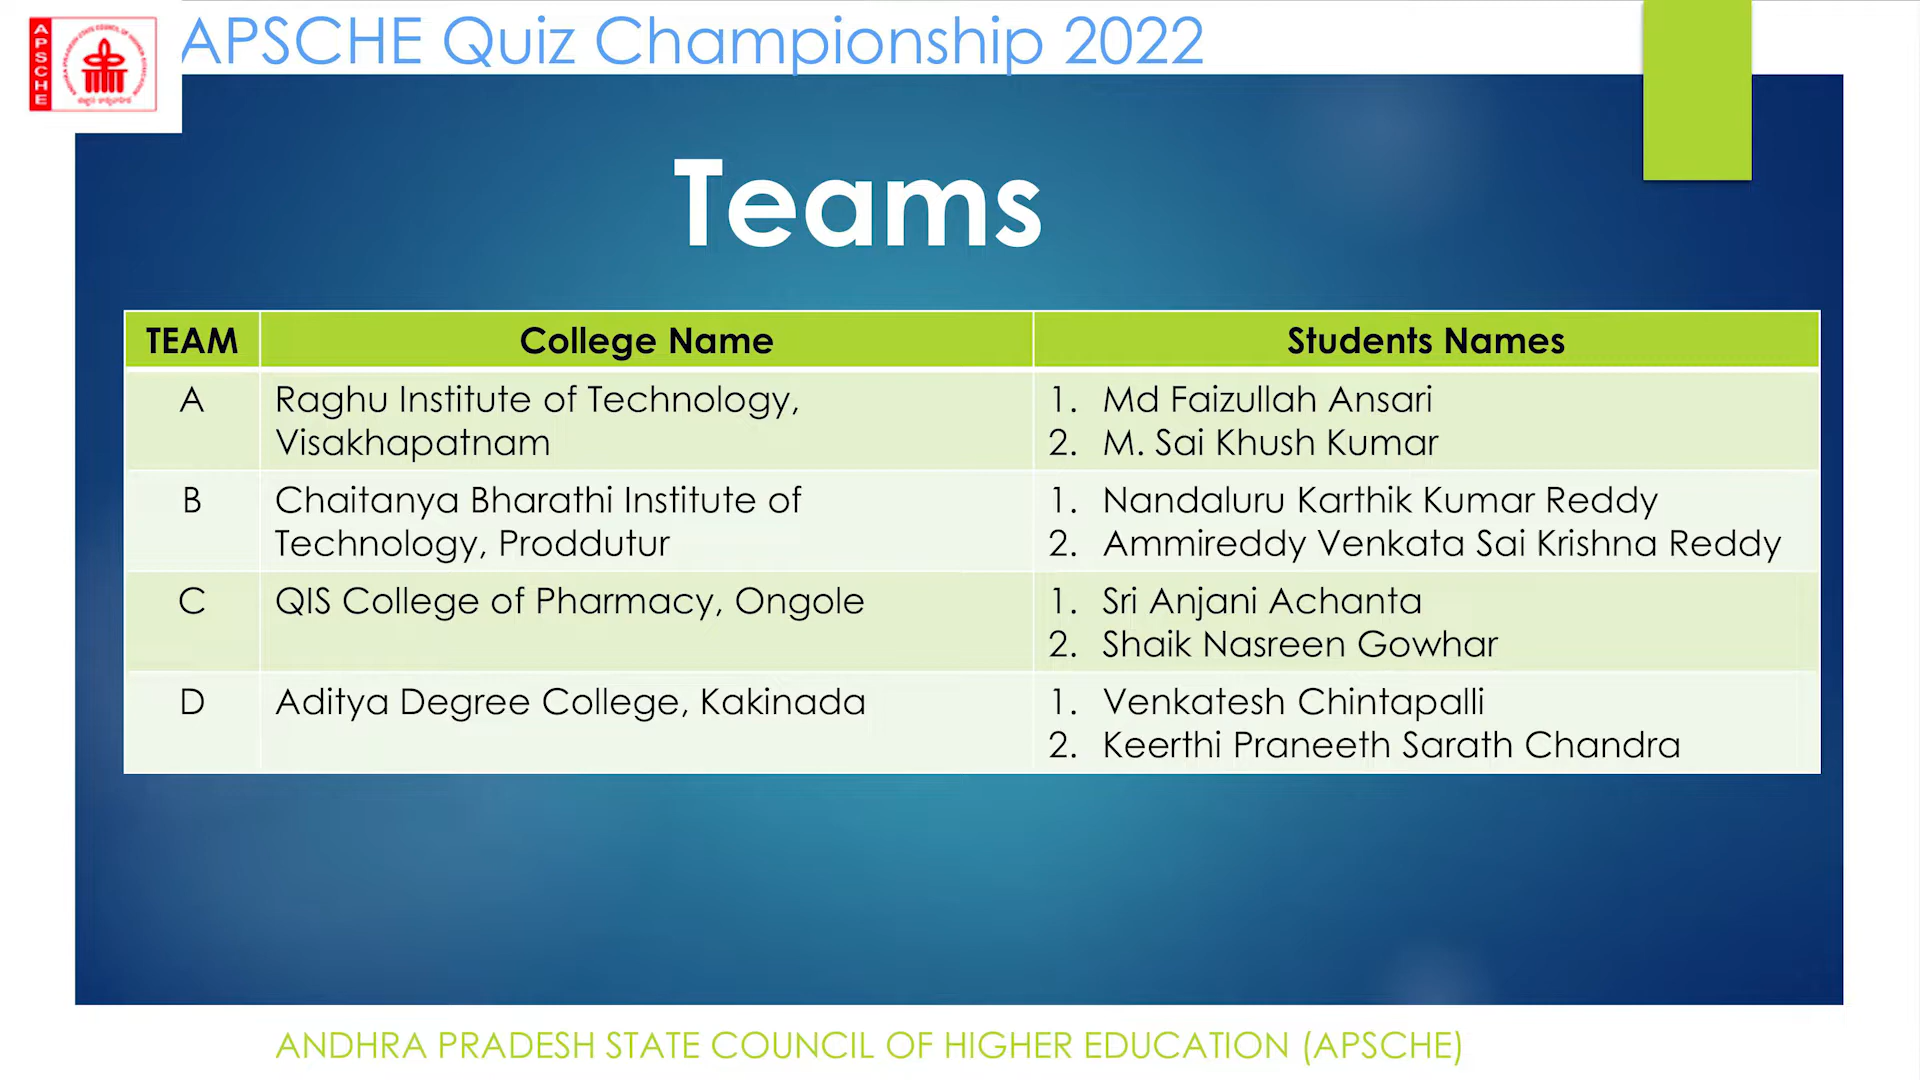 APSCHE
APSCHE Quiz Championship 2022
Teams
TEAM College Name Students Names
A Raghu Institute of Technology, 1. Md Faizullah Ansari
Visakhapatnam 2. M. Sai Khush Kumar
B Chaitanya Bharathi Institute of 1. Nandaluru Karthik Kumar Reddy
Technology, Proddutur 2. Ammireddy Venkata Sai Krishna Reddy
C QIS College of Pharmacy, Ongole 1. Sri Anjani Achanta
2. Shaik Nasreen Gowhar
D Aditya Degree College, Kakinada 1. Venkatesh Chintapalli
2. Keerthi Praneeth Sarath Chandra
ANDHRA PRADESH STATE COUNCIL OF HIGHER EDUCATION (APSCHE)